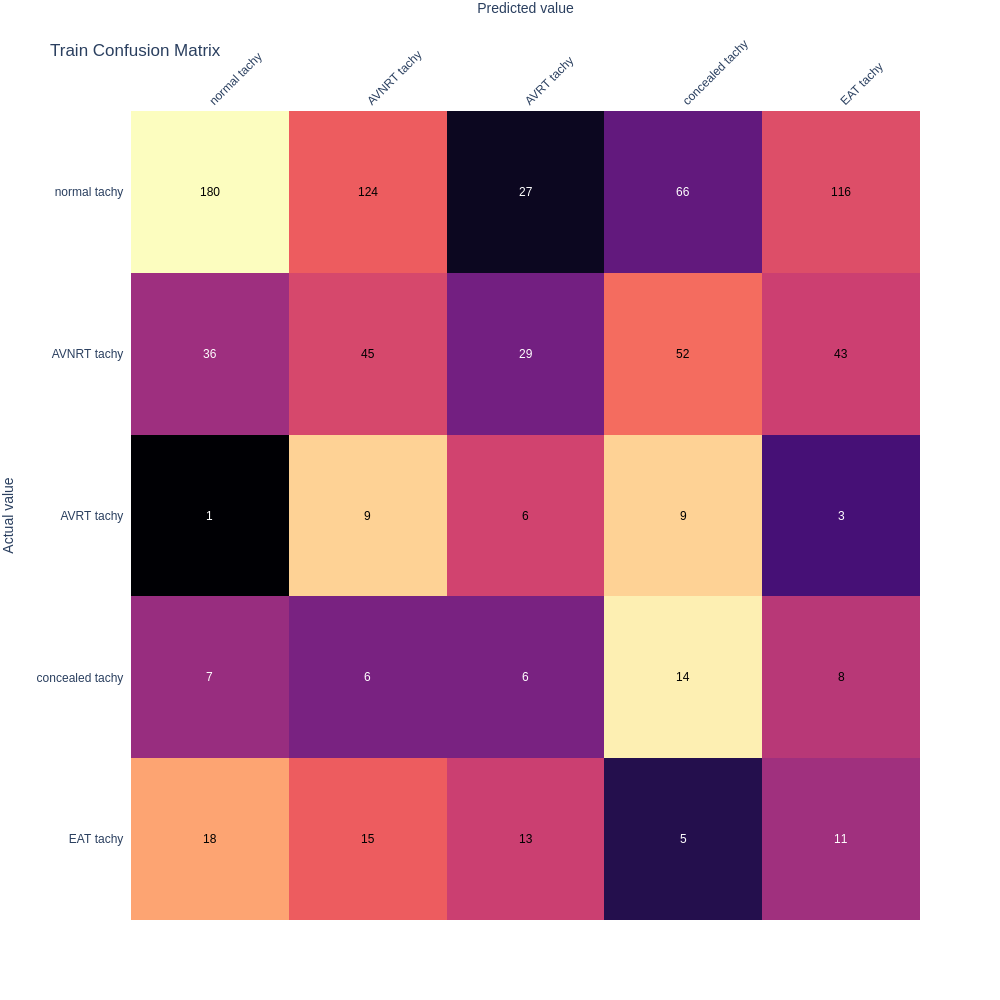 Predicted value
Train Confusion Matrix
normal tachy AVNRT tachy AVRT tachy concealed tachy EAT tachy
normal tachy 180 124 27 66 116
AVNRT tachy 36 45 29 52 43
Actual value
AVRT tachy 1 9 6 9 3
concealed tachy 7 6 6 14 8
EAT tachy 18 15 13 5 11